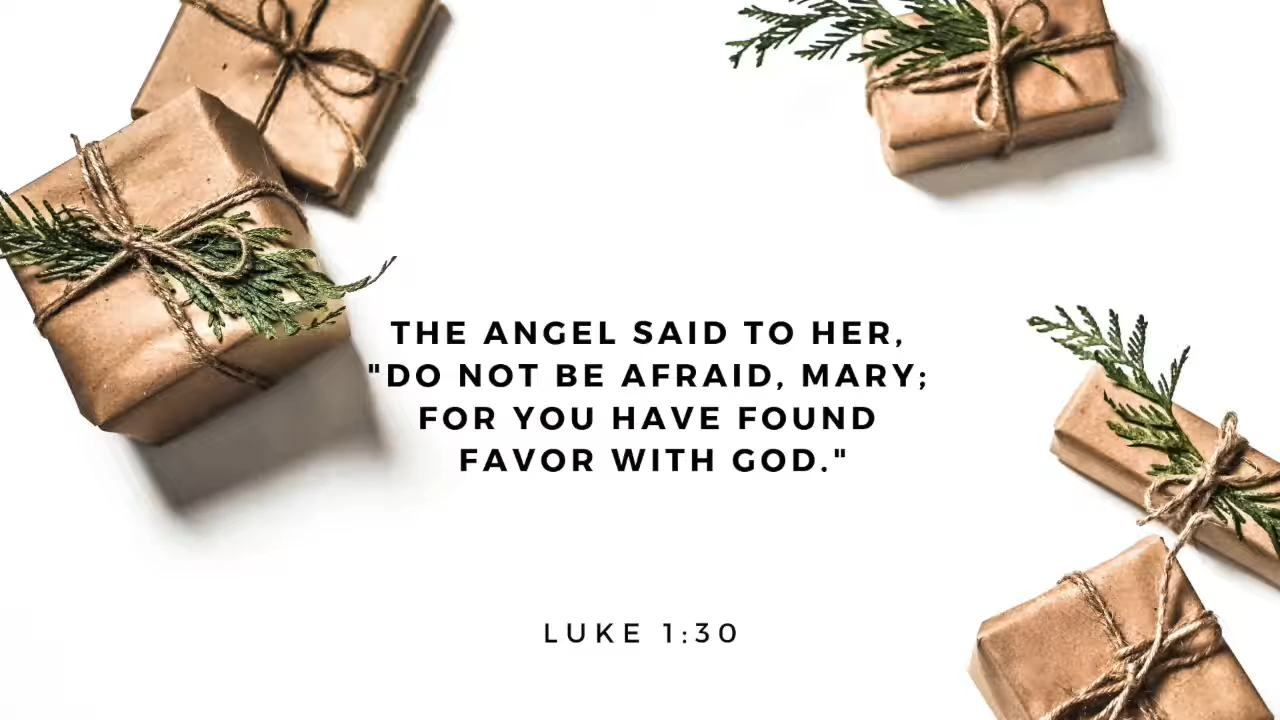 THE ANGEL SAID TO HER,
"DO NOT BE AFRAID, MARY;
FOR YOU HAVE FOUND
FAVOR WITH GOD."
LUKE 1:30